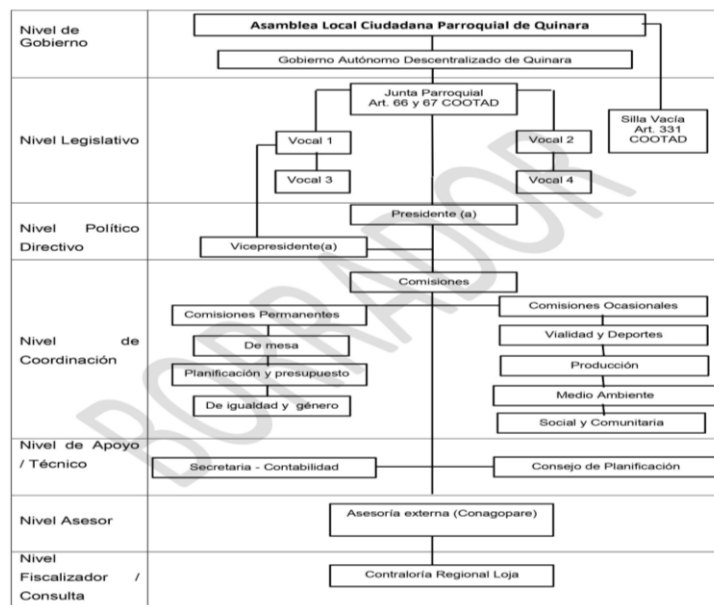 Nivel de
Gobierno
Asamblea Local Ciudadana Parroquial de Quinara
Gobierno Autónomo Descentralizado de Quinara
Nivel Legislativo
Junta Parroquial
Art. 66 y 67 COOTAD
Silla Vacía
Art. 331
COOTAD
Vocal 1
Vocal 2
Vocal 3
Vocal 4
Nivel Político
Directivo
Presidente (a)
Vicepresidente(a)
Nivel de
Coordinación
Comisiones
Comisiones Permanentes
De mesa
Planificación y presupuesto
De igualdad y género
Comisiones Ocasionales
Vialidad y Deportes
Producción
Medio Ambiente
Social y Comunitaria
Nivel de Apoyo
/ Técnico
Secretaria - Contabilidad
Consejo de Planificación
Nivel Asesor
Asesoría externa (Conagopare)
Nivel
Fiscalizador /
Consulta
Contraloría Regional Loja
BORRADOR